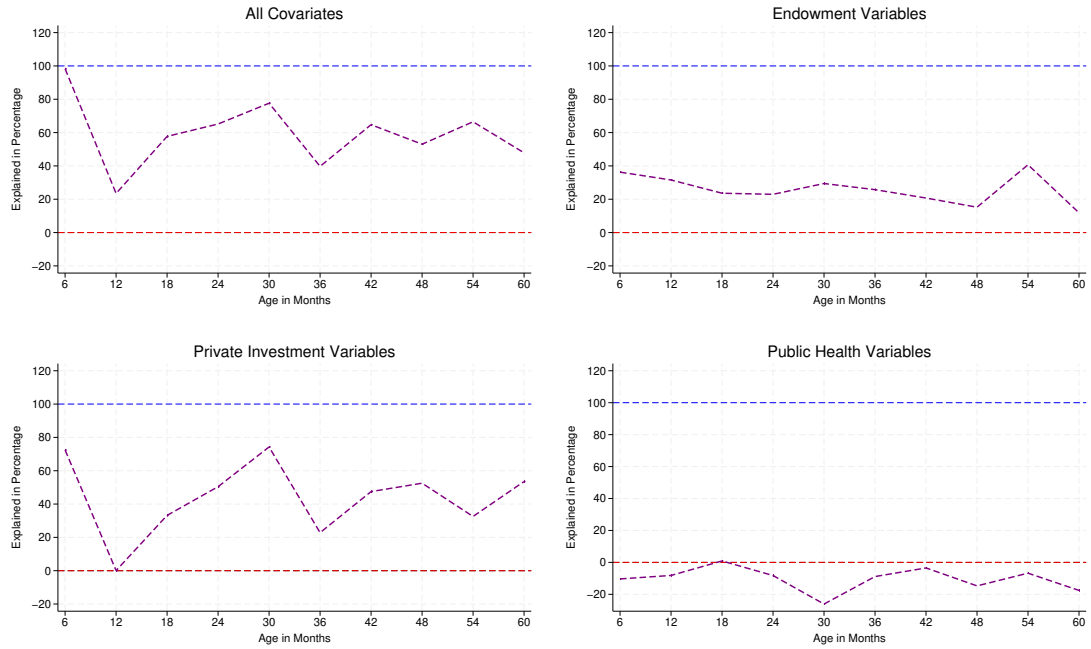 All Covariates
Explained in Percentage
120
100
80
60
40
20
0
−20
6 12 18 24 30 36 42 48 54 60
Age in Months
Endowment Variables
Explained in Percentage
120
100
80
60
40
20
0
−20
6 12 18 24 30 36 42 48 54 60
Age in Months
Private Investment Variables
Explained in Percentage
120
100
80
60
40
20
0
−20
6 12 18 24 30 36 42 48 54 60
Age in Months
Public Health Variables
Explained in Percentage
120
100
80
60
40
20
0
−20
6 12 18 24 30 36 42 48 54 60
Age in Months